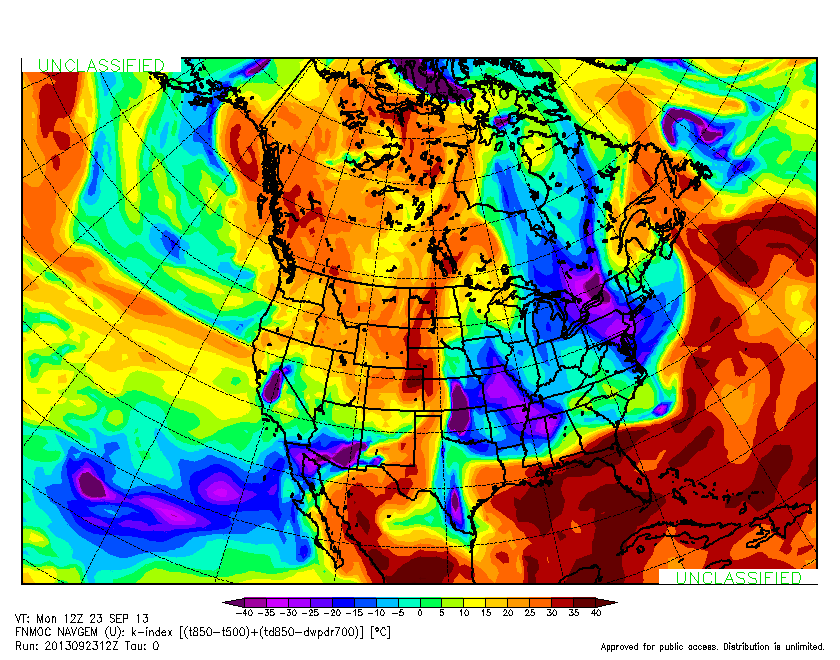 UNCLASSIFIED
UNCLASSIFIED
-40 -35 -30 -25 -20 -15 -10 -5 0 5 10 15 20 25 30 35 40
VT: Mon 12Z 23 SEP 13
FNMOC NAVGEM (U): k-index [(t850-t500)+(td850-dwpdr700)] [°C]
Run: 2013092312Z Tau: 0
Approved for public access. Distribution is unlimited.